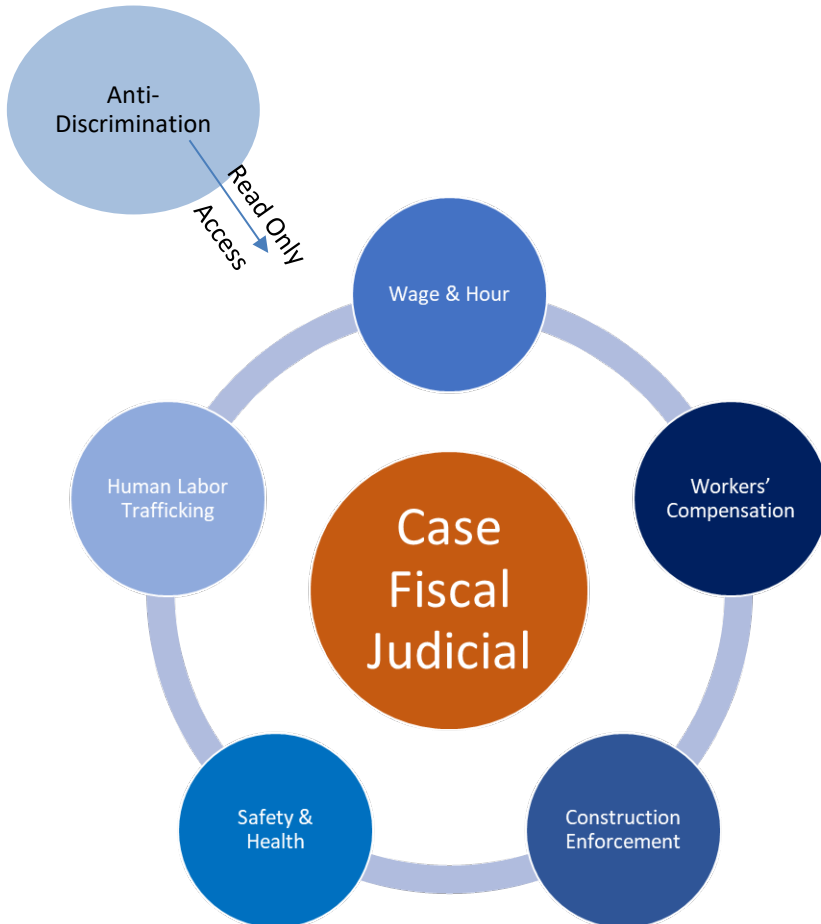 Anti-
Discrimination
Read Only
Access
Wage & Hour
Human Labor
Trafficking
Workers’
Compensation
Case
Fiscal
Judicial
Safety &
Health
Construction
Enforcement